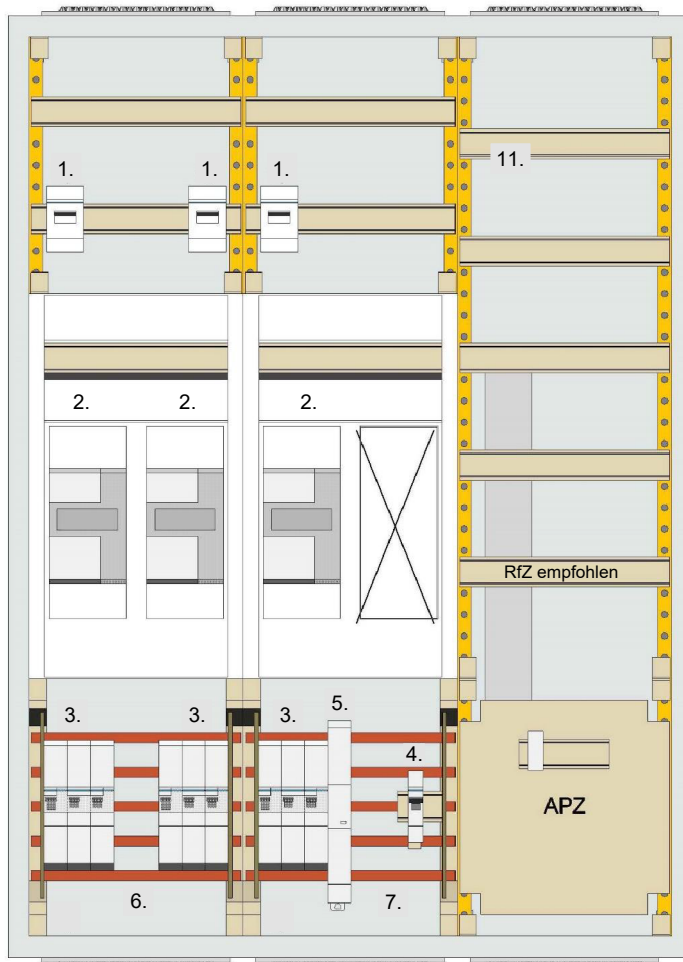 1. 1. 1. 11.
2. 2. 2.
RfZ empfohlen
3. 3. 3. 5.
4.
APZ
6. 7.